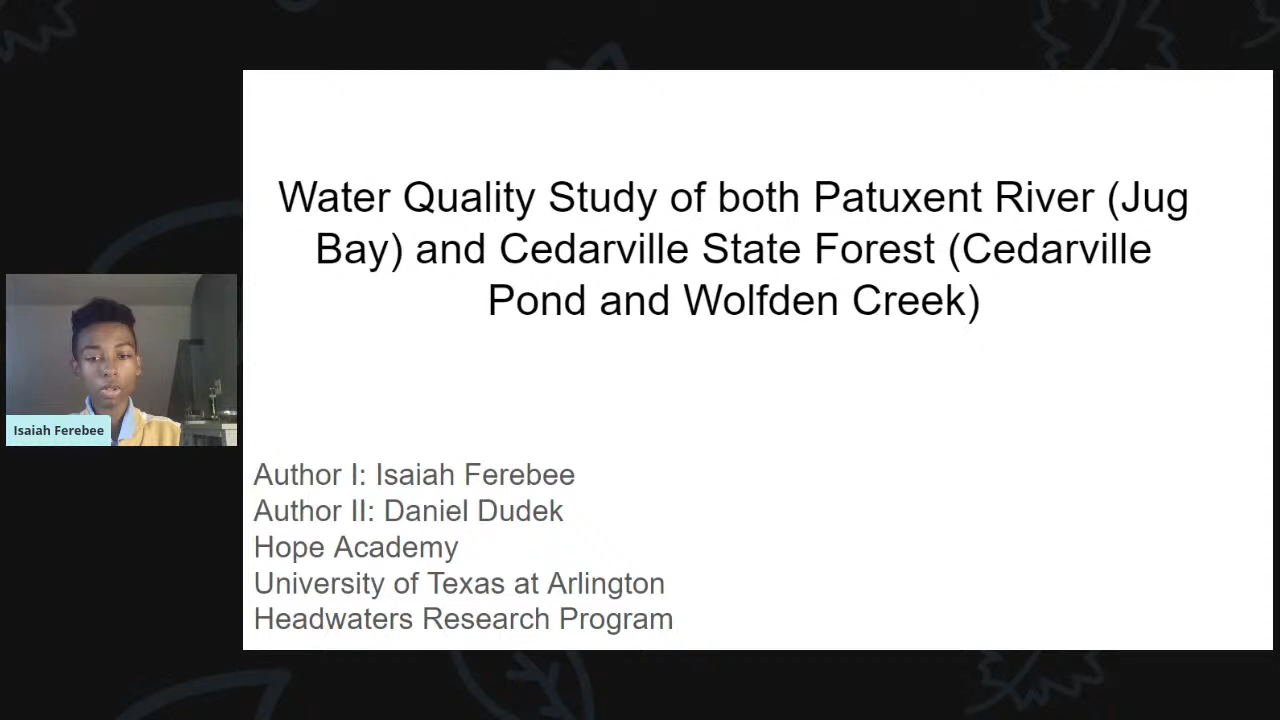 Water Quality Study of both Patuxent River (Jug
Bay) and Cedarville State Forest (Cedarville
Pond and Wolfden Creek)
Isaiah Ferebee
Author I: Isaiah Ferebee
Author II: Daniel Dudek
Hope Academy
University of Texas at Arlington
Headwaters Research Program